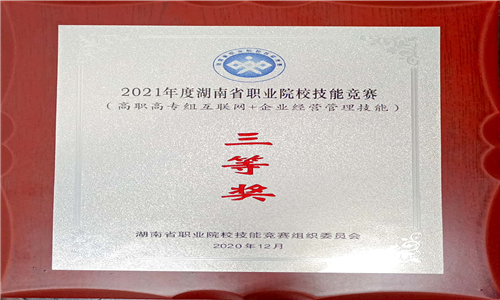 2021年度湖南省职业院校技能竞赛
(高职高专组互联网+企业经营管理技能)
三
等
奖
湖南省职业院校技能竞赛组织委员会
2020年12月